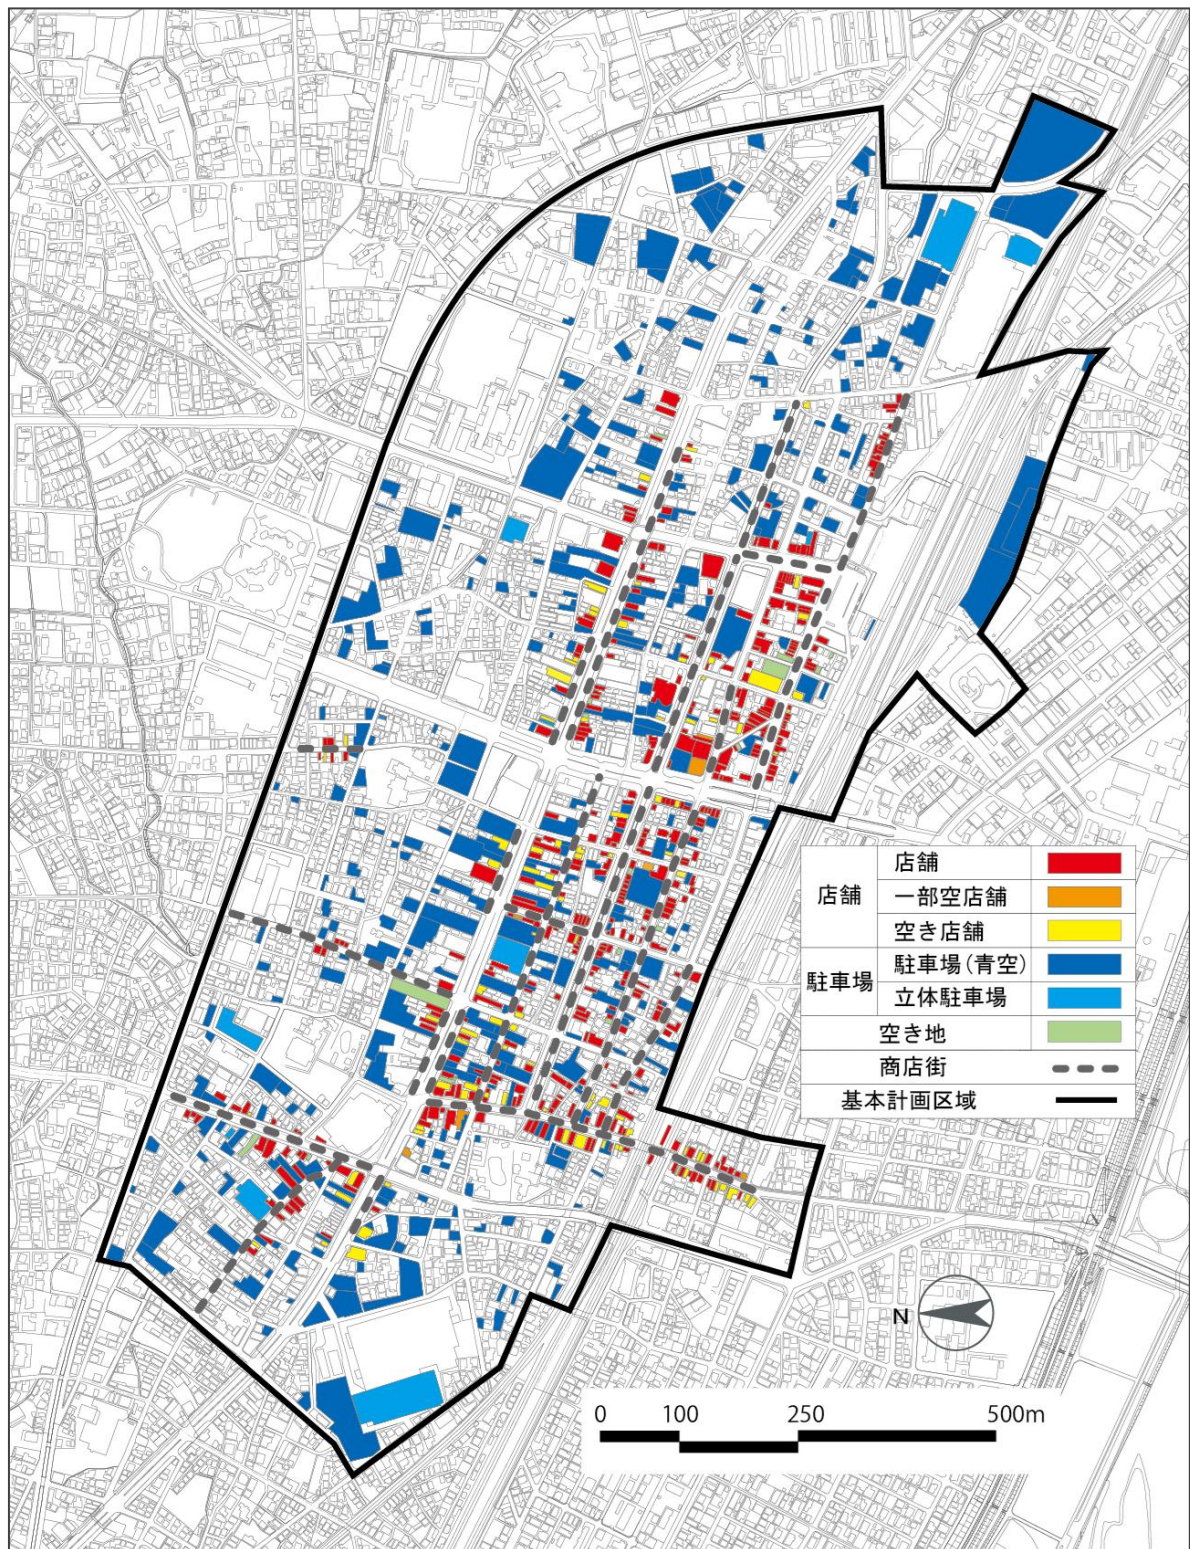 店舗
店舗
一部空店舗
空き店舗
駐車場
駐車場(青空)
立体駐車場
空き地
商店街
基本計画区域
N
0 100 250 500m